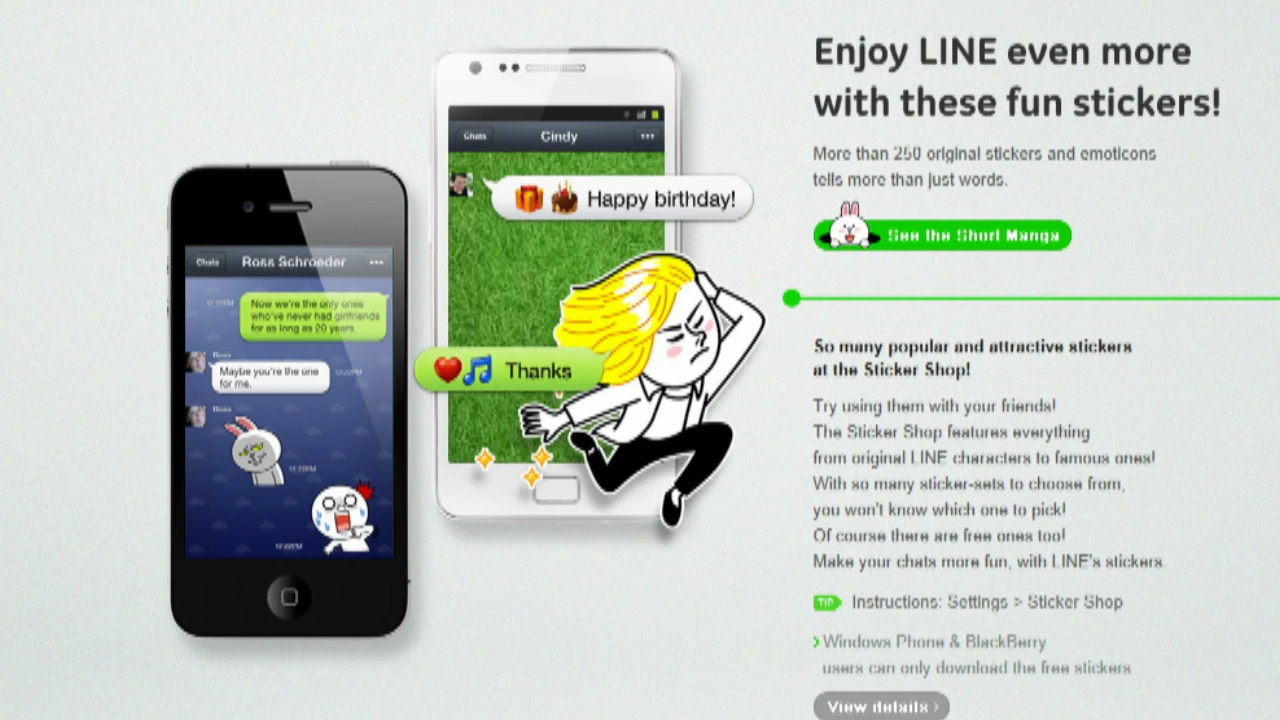 Enjoy LINE even more
with these fun stickers!
More than 250 original stickers and emoticons
tells more than just words.
See the Short Manga
So many popular and attractive stickers
at the Sticker Shop!
Try using them with your friends!
The Sticker Shop features everything
from original LINE characters to famous ones!
With so many sticker-sets to choose from,
you won't know which one to pick!
Of course there are free ones too!
Make your chats more fun, with LINE's stickers.
TIP Instructions: Settings > Sticker Shop
Windows Phone & BlackBerry
users can only download the free stickers
View details
Chats Cindy
Happy birthday!
Thanks
Chats Ross Schroeder
Now we're the only ones
who've never had girlfriends
for as long as 20 years.
Ross
Maybe you're the one
for me.
Ross